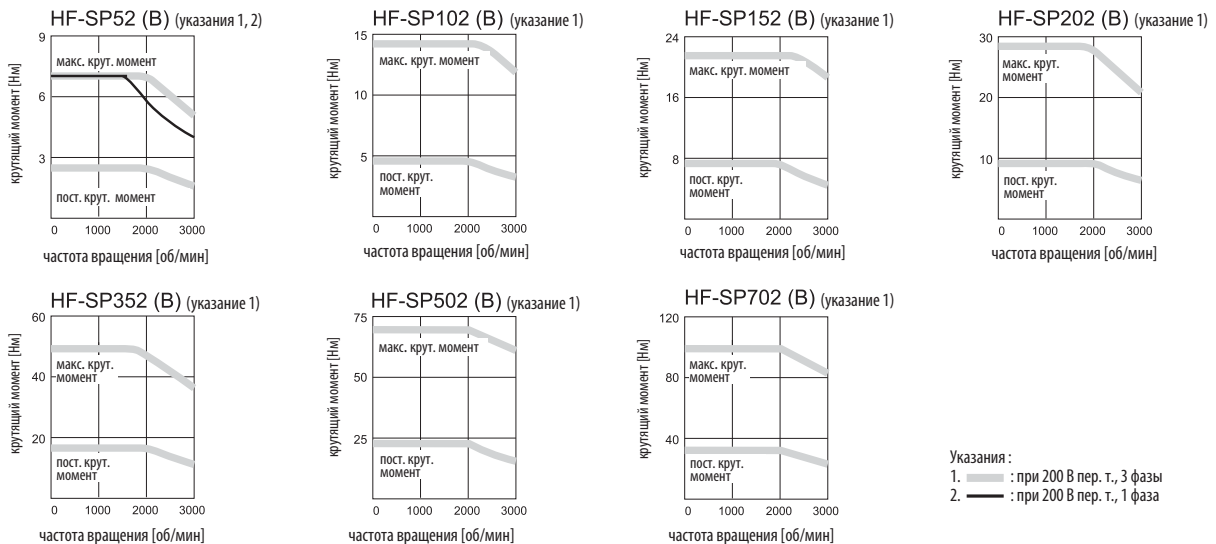 HF-SP52 (B) (указания 1, 2)
крутящий момент [Нм]
9
6
3
макс. крут. момент
пост. крут. момент
0 1000 2000 3000
частота вращения [об/мин]
HF-SP102 (B) (указание 1)
крутящий момент [Нм]
15
10
5
макс. крут. момент
пост. крут.
момент
0 1000 2000 3000
частота вращения [об/мин]
HF-SP152 (B) (указание 1)
крутящий момент [Нм]
24
16
8
макс. крут. момент
пост. крут.
момент
0 1000 2000 3000
частота вращения [об/мин]
HF-SP202 (B) (указание 1)
крутящий момент [Нм]
30
20
10
макс. крут.
момент
пост. крут.
момент
0 1000 2000 3000
частота вращения [об/мин]
HF-SP352 (B) (указание 1)
крутящий момент [Нм]
60
40
20
макс. крут.
момент
пост. крут.
момент
0 1000 2000 3000
частота вращения [об/мин]
HF-SP502 (B) (указание 1)
крутящий момент [Нм]
75
50
25
макс. крут. момент
пост. крут.
момент
0 1000 2000 3000
частота вращения [об/мин]
HF-SP702 (B) (указание 1)
крутящий момент [Нм]
120
80
40
макс. крут.
момент
пост. крут.
момент
0 1000 2000 3000
частота вращения [об/мин]
Указания :
1. : при 200 В пер. т., 3 фазы
2. : при 200 В пер. т., 1 фаза